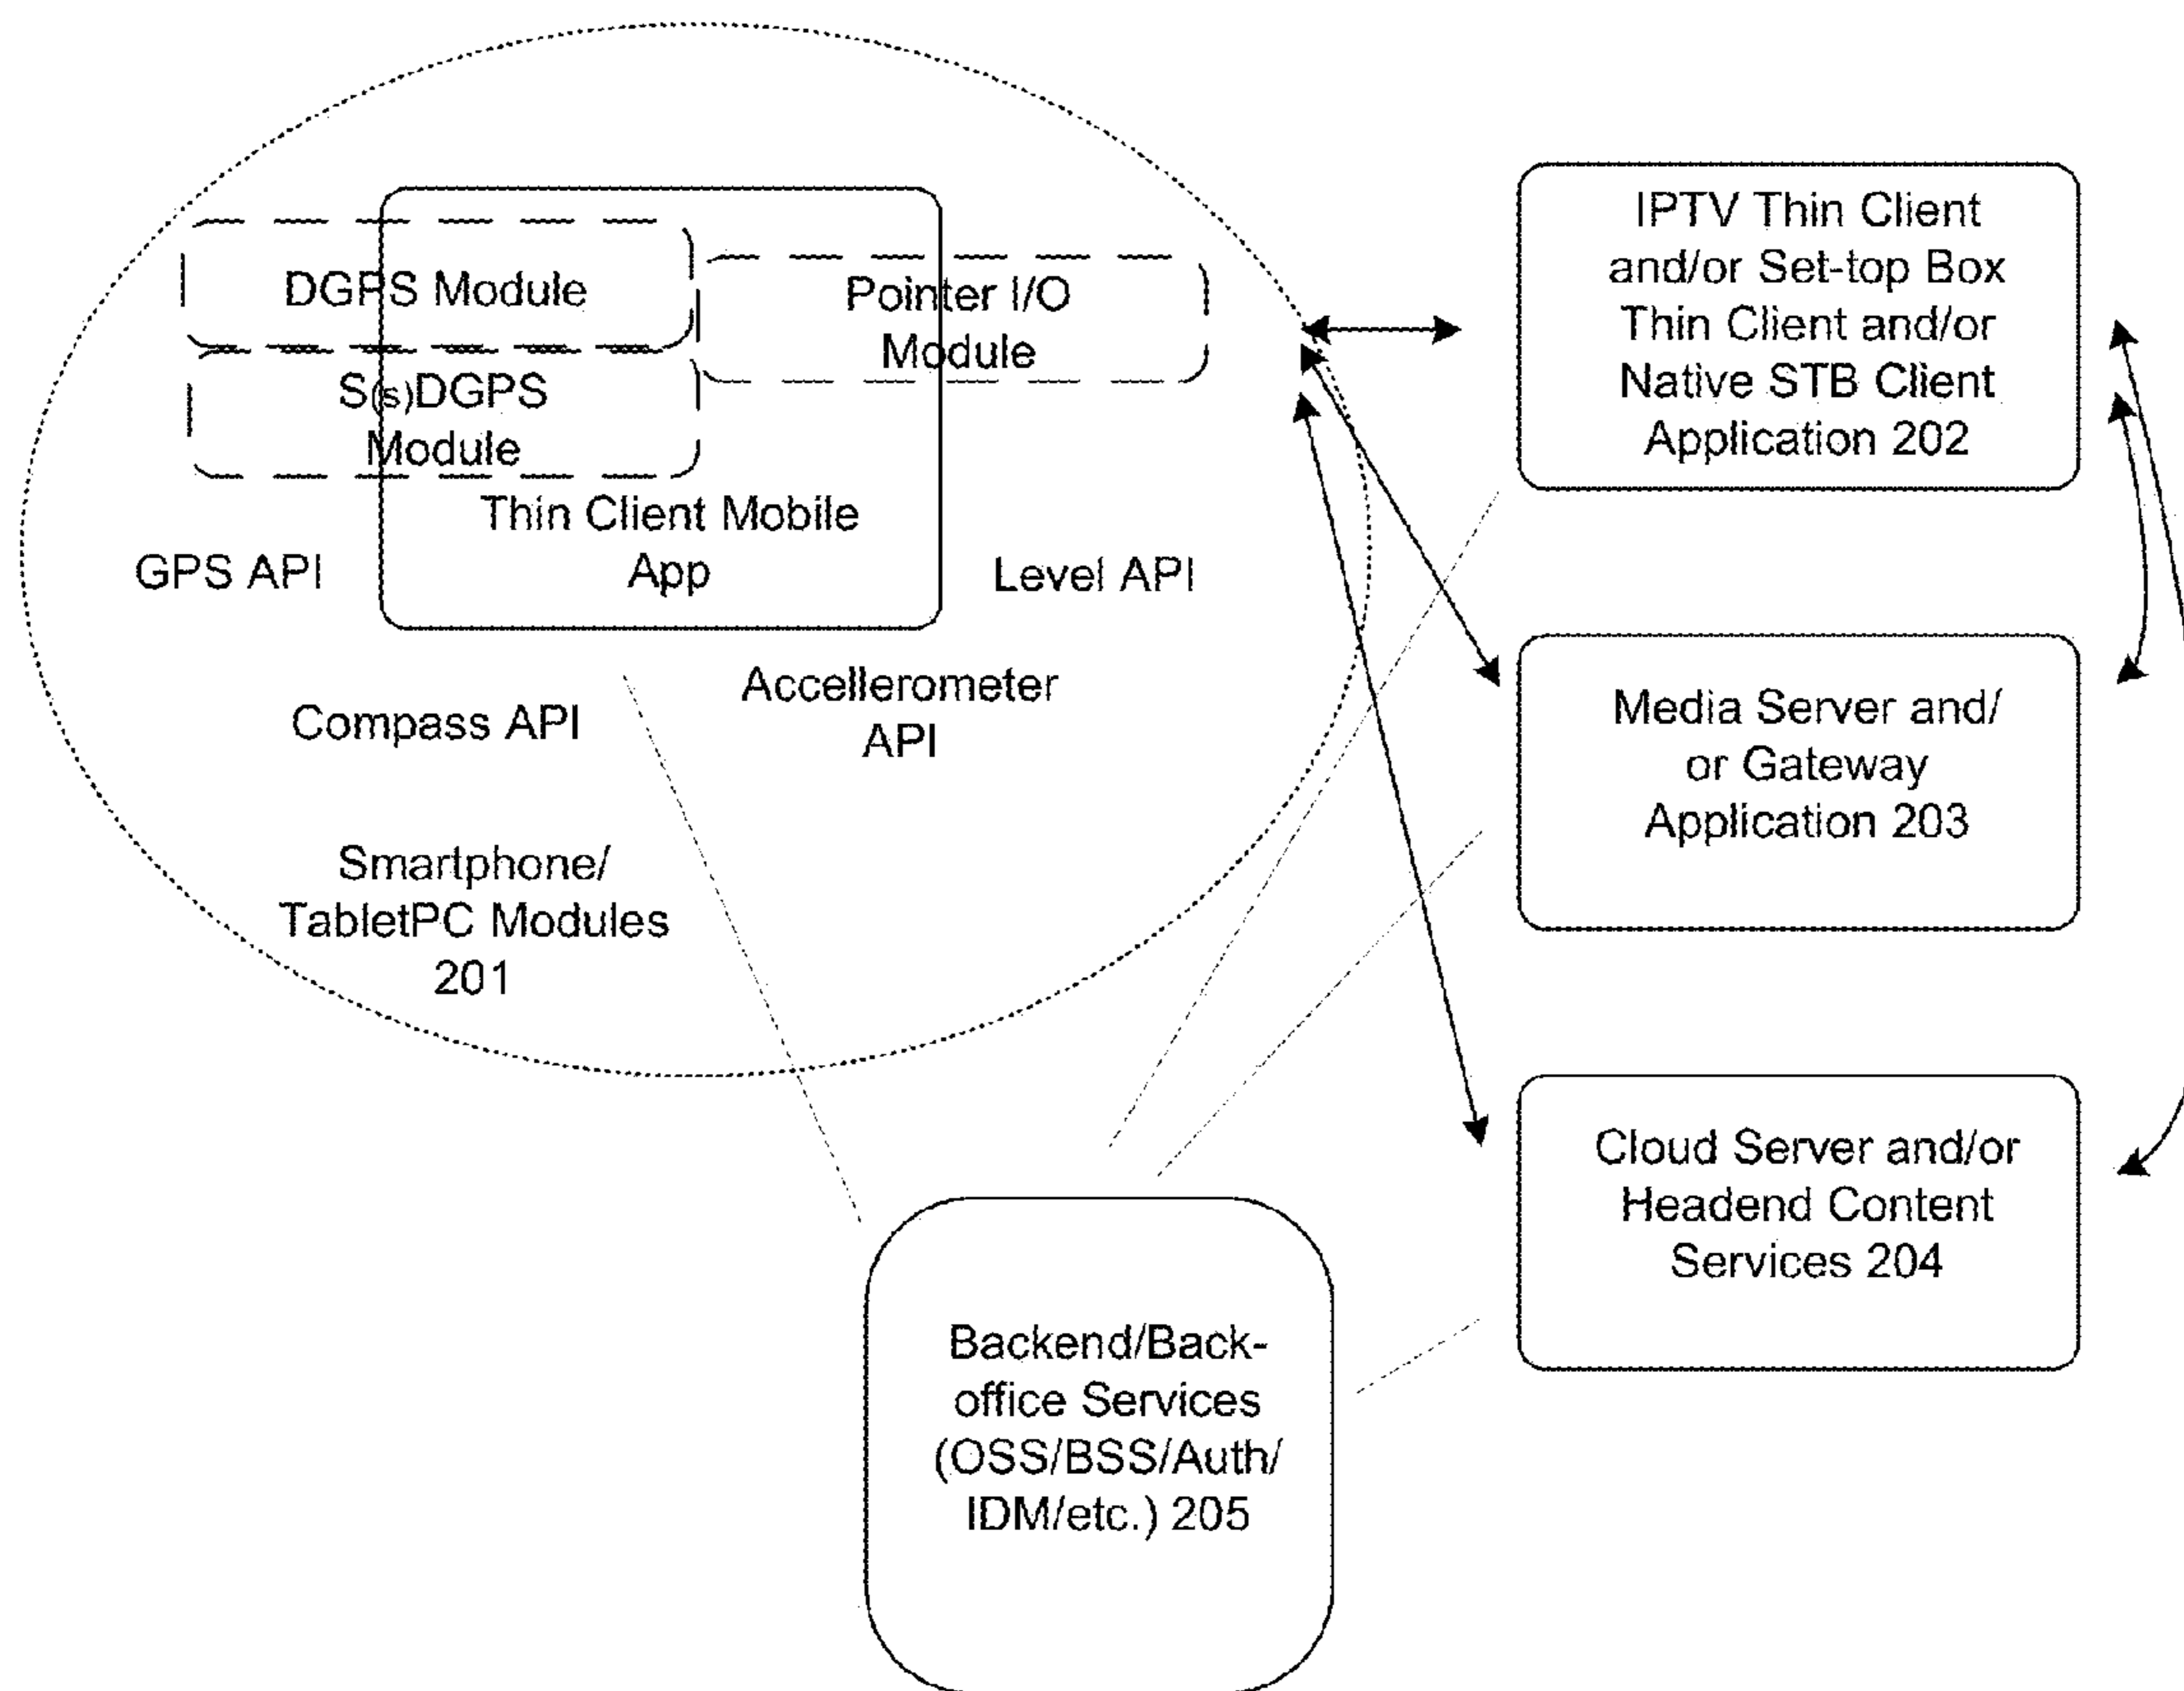 DGPS Module
S(s)DGPS
Module
Pointer I/O
Module
Thin Client Mobile
App
GPS API
Level API
Compass API
Accellerometer
API
Smartphone/
TabletPC Modules
201
IPTV Thin Client
and/or Set-top Box
Thin Client and/or
Native STB Client
Application 202
Media Server and/
or Gateway
Application 203
Cloud Server and/or
Headend Content
Services 204
Backend/Back-
office Services
(OSS/BSS/Auth/
IDM/etc.) 205